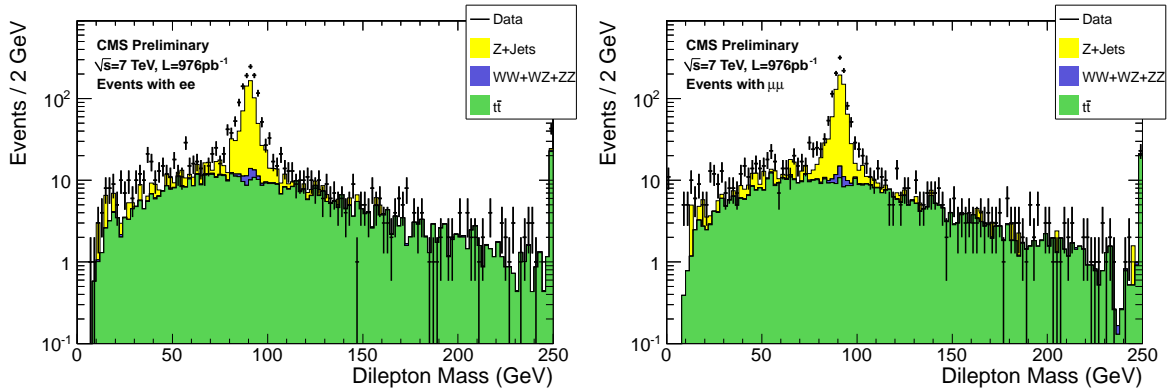 Events / 2 GeV
10²
10
1
10⁻¹
CMS Preliminary
√s=7 TeV, L=976pb⁻¹
Events with ee
Data
Z+Jets
WW+WZ+ZZ
tt̄
0 50 100 150 200 250
Dilepton Mass (GeV)
Events / 2 GeV
10²
10
1
10⁻¹
CMS Preliminary
√s=7 TeV, L=976pb⁻¹
Events with μμ
Data
Z+Jets
WW+WZ+ZZ
tt̄
0 50 100 150 200 250
Dilepton Mass (GeV)